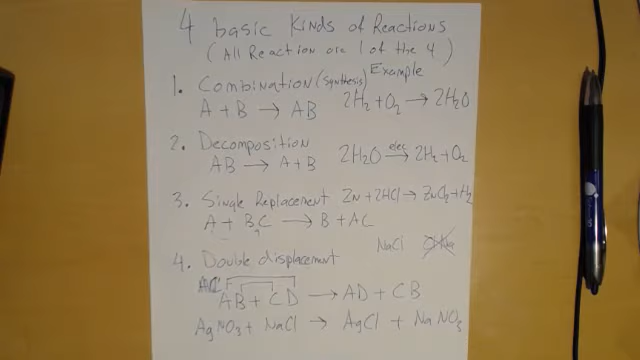 4 basic Kinds of Reactions
( All Reaction are 1 of the 4 )
1. Combination (synthesis) Example
A + B → AB 2H₂ + O₂ → 2H₂O
2. Decomposition
AB → A + B 2H₂O elec→ 2H₂ + O₂
3. Single Replacement Zn + 2HCl → ZnCl₂ + H₂
A + BC → B + AC
NaCl
4. Double displacement
AB + CD → AD + CB
AgNO₃ + NaCl → AgCl + NaNO₃